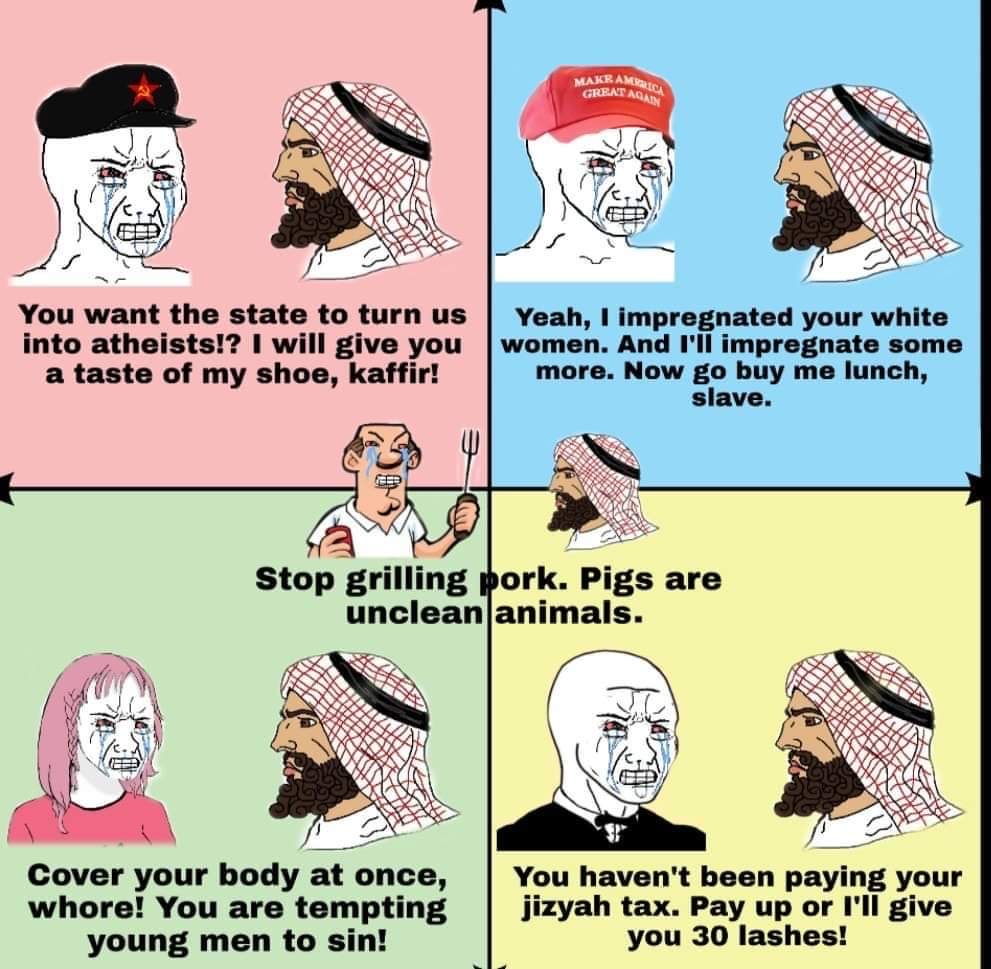 MAKE AMERICA
GREAT AGAIN
You want the state to turn us
into atheists!? I will give you
a taste of my shoe, kaffir!
Yeah, I impregnated your white
women. And I'll impregnate some
more. Now go buy me lunch,
slave.
Stop grilling pork. Pigs are
unclean animals.
Cover your body at once,
whore! You are tempting
young men to sin!
You haven't been paying your
jizyah tax. Pay up or I'll give
you 30 lashes!